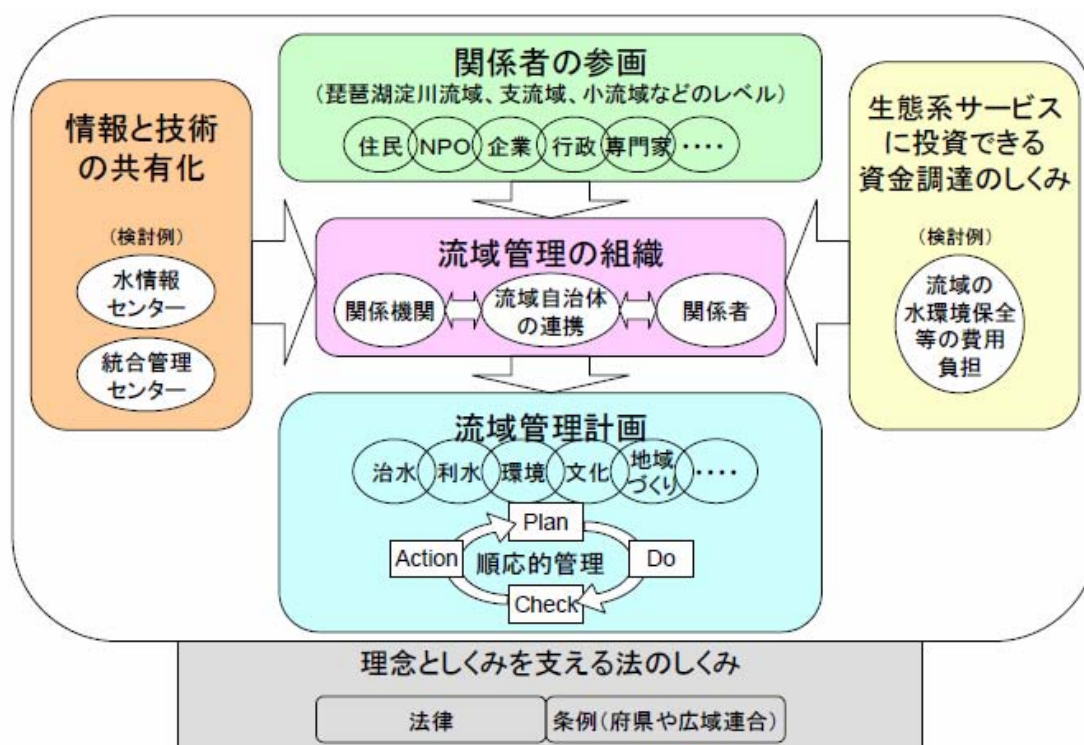 関係者の参画
(琵琶湖淀川流域、支流域、小流域などのレベル)
住民 NPO 企業 行政 専門家 ････
情報と技術
の共有化
(検討例)
水情報
センター
統合管理
センター
生態系サービス
に投資できる
資金調達のしくみ
(検討例)
流域の
水環境保全
等の費用
負担
流域管理の組織
関係機関
流域自治体
の連携
関係者
流域管理計画
治水 利水 環境 文化
地域
づくり
････
Plan
Action
順応的管理
Do
Check
理念としくみを支える法のしくみ
法律
条例(府県や広域連合)